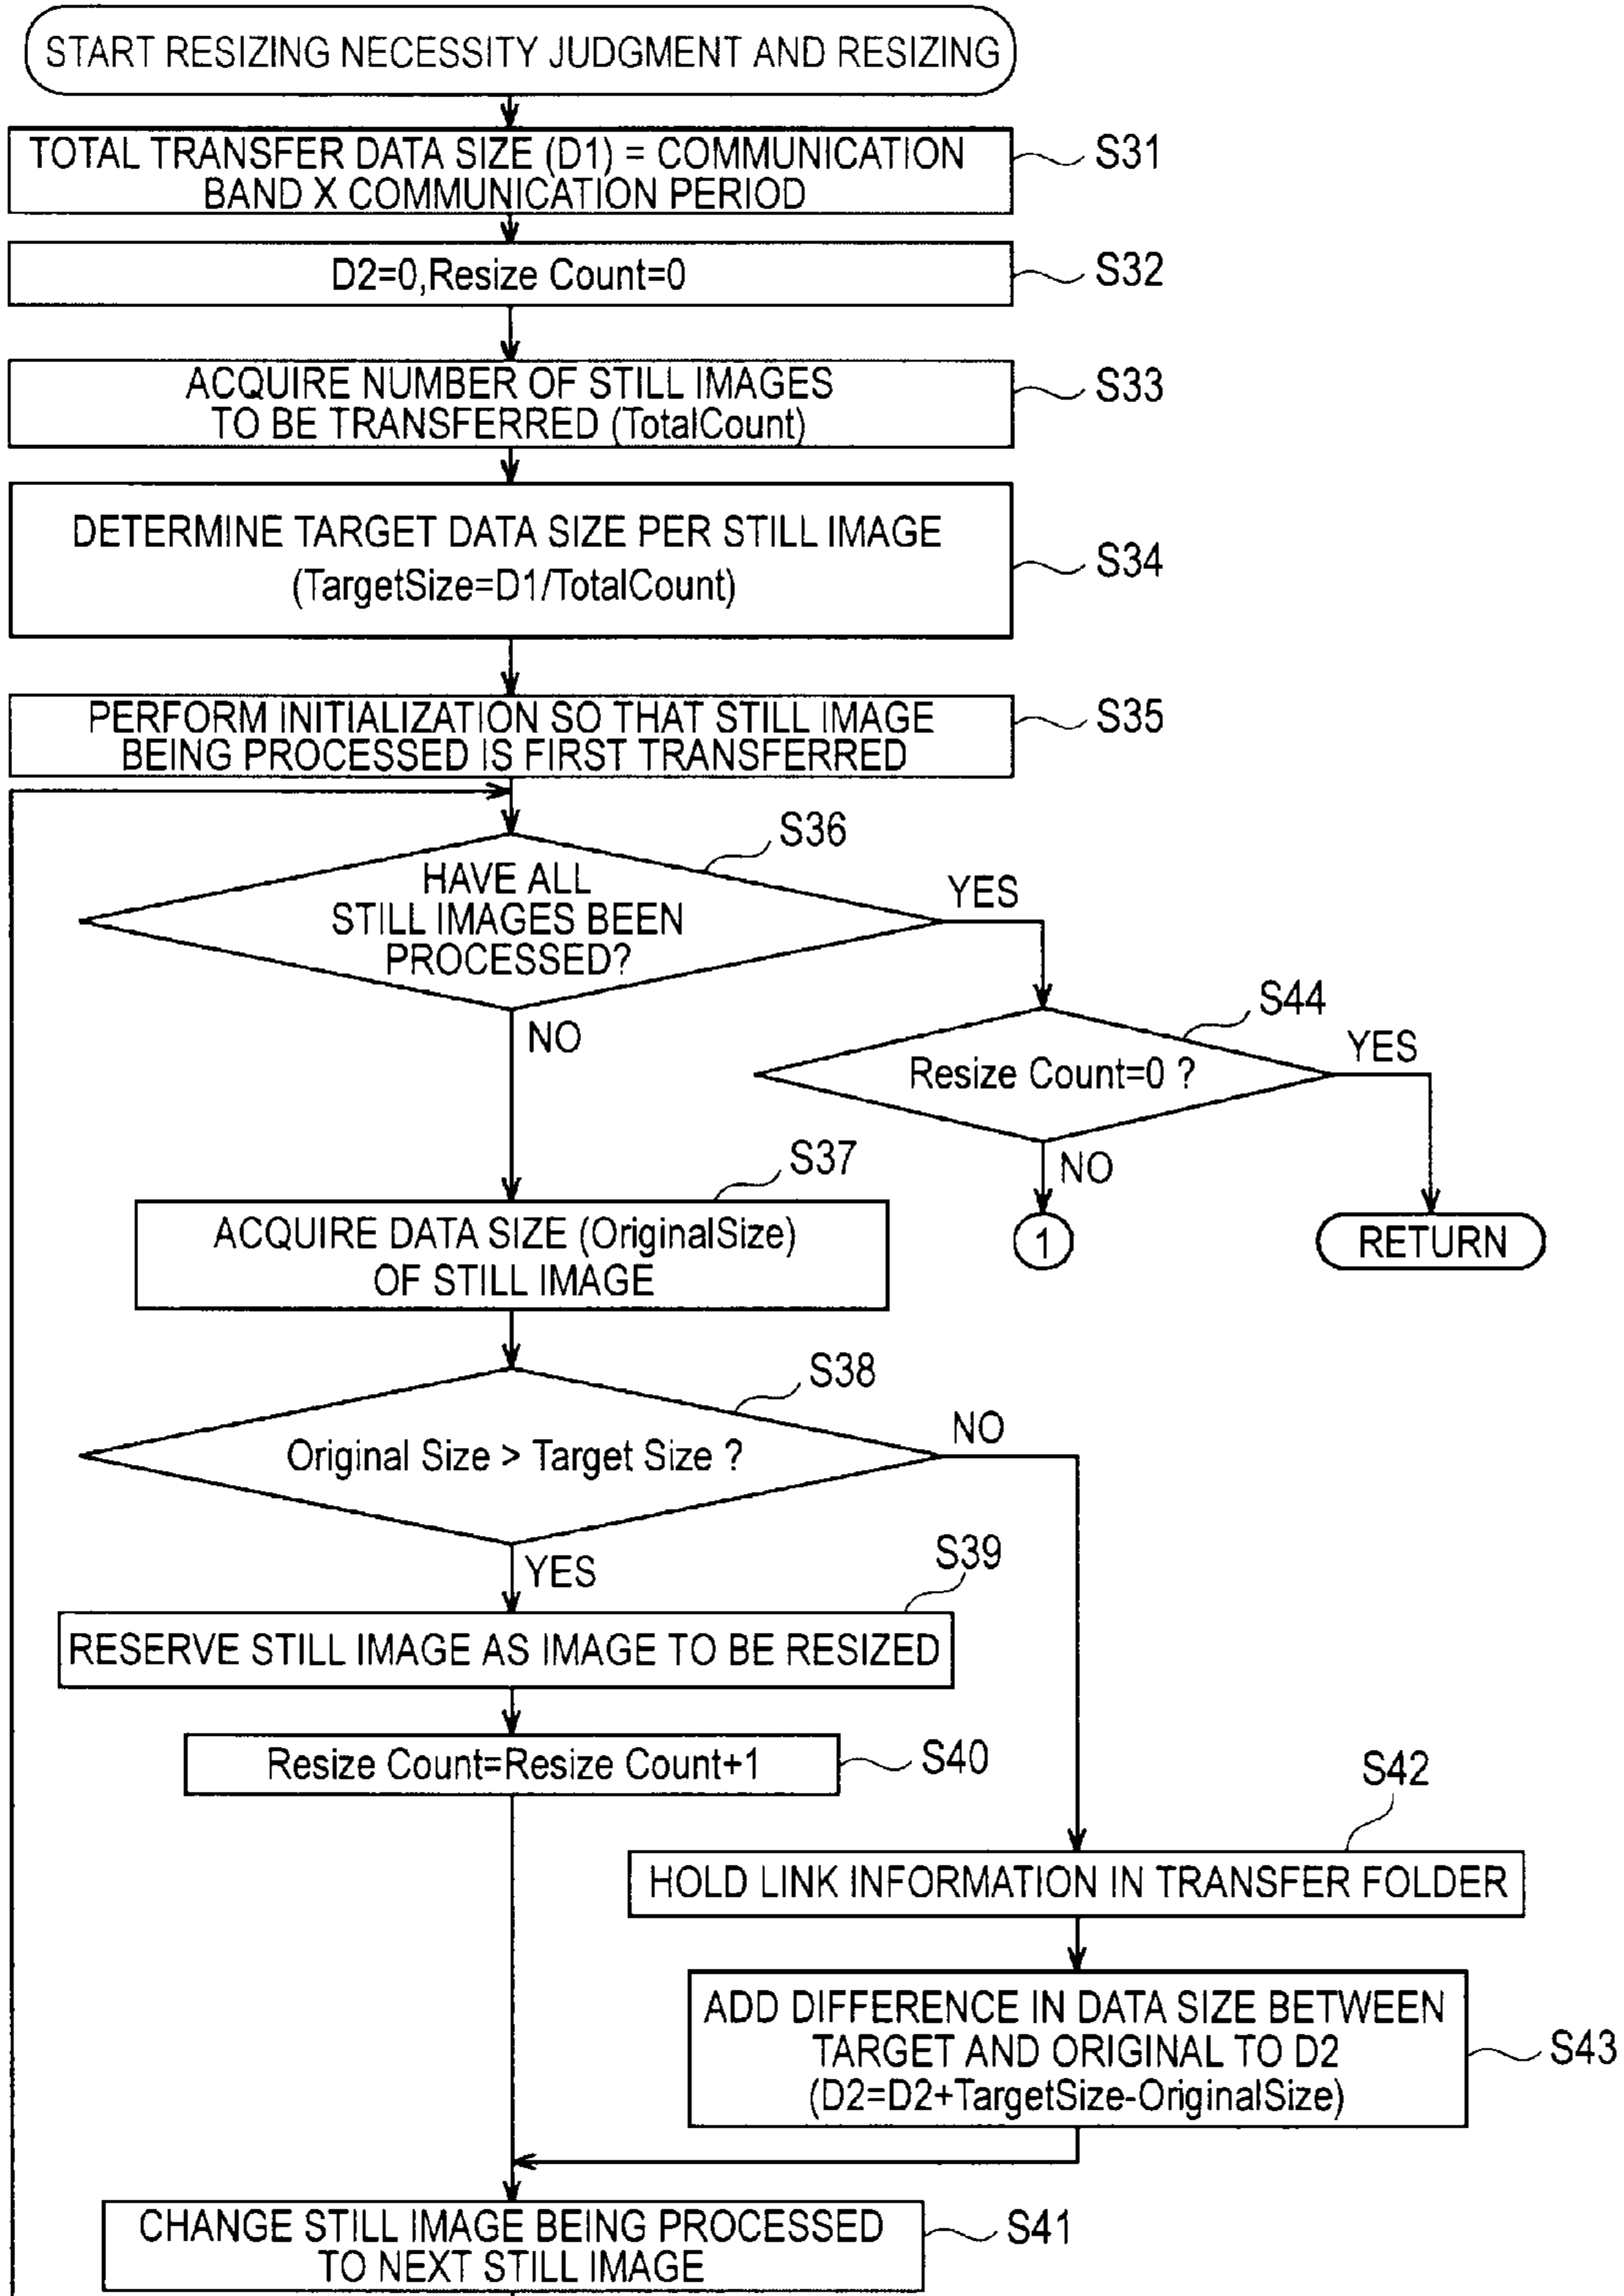 START RESIZING NECESSITY JUDGMENT AND RESIZING
TOTAL TRANSFER DATA SIZE (D1) = COMMUNICATION
BAND X COMMUNICATION PERIOD
S31
D2=0,Resize Count=0
S32
ACQUIRE NUMBER OF STILL IMAGES
TO BE TRANSFERRED (TotalCount)
S33
DETERMINE TARGET DATA SIZE PER STILL IMAGE
(TargetSize=D1/TotalCount)
S34
PERFORM INITIALIZATION SO THAT STILL IMAGE
BEING PROCESSED IS FIRST TRANSFERRED
S35
S36
HAVE ALL
STILL IMAGES BEEN
PROCESSED?
YES
NO
S44
Resize Count=0 ?
YES
NO
1
RETURN
S37
ACQUIRE DATA SIZE (OriginalSize)
OF STILL IMAGE
S38
Original Size > Target Size ?
NO
YES
S39
RESERVE STILL IMAGE AS IMAGE TO BE RESIZED
Resize Count=Resize Count+1
S40
S42
HOLD LINK INFORMATION IN TRANSFER FOLDER
ADD DIFFERENCE IN DATA SIZE BETWEEN
TARGET AND ORIGINAL TO D2
(D2=D2+TargetSize-OriginalSize)
S43
CHANGE STILL IMAGE BEING PROCESSED
TO NEXT STILL IMAGE
S41